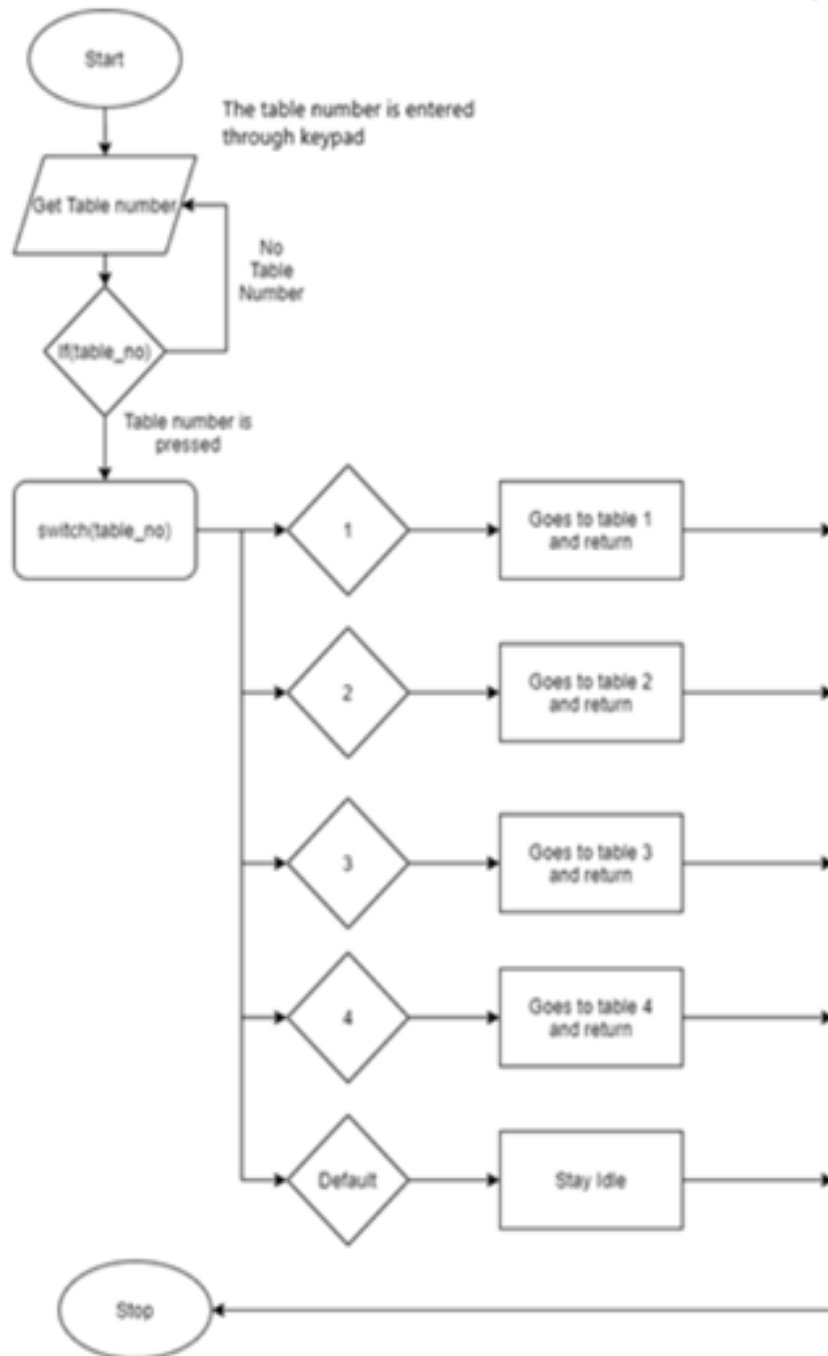 Start
The table number is entered
through keypad
Get Table number
No
Table
Number
If(table_no)
Table number is
pressed
switch(table_no)
1
Goes to table 1
and return
2
Goes to table 2
and return
3
Goes to table 3
and return
4
Goes to table 4
and return
Default
Stay Idle
Stop